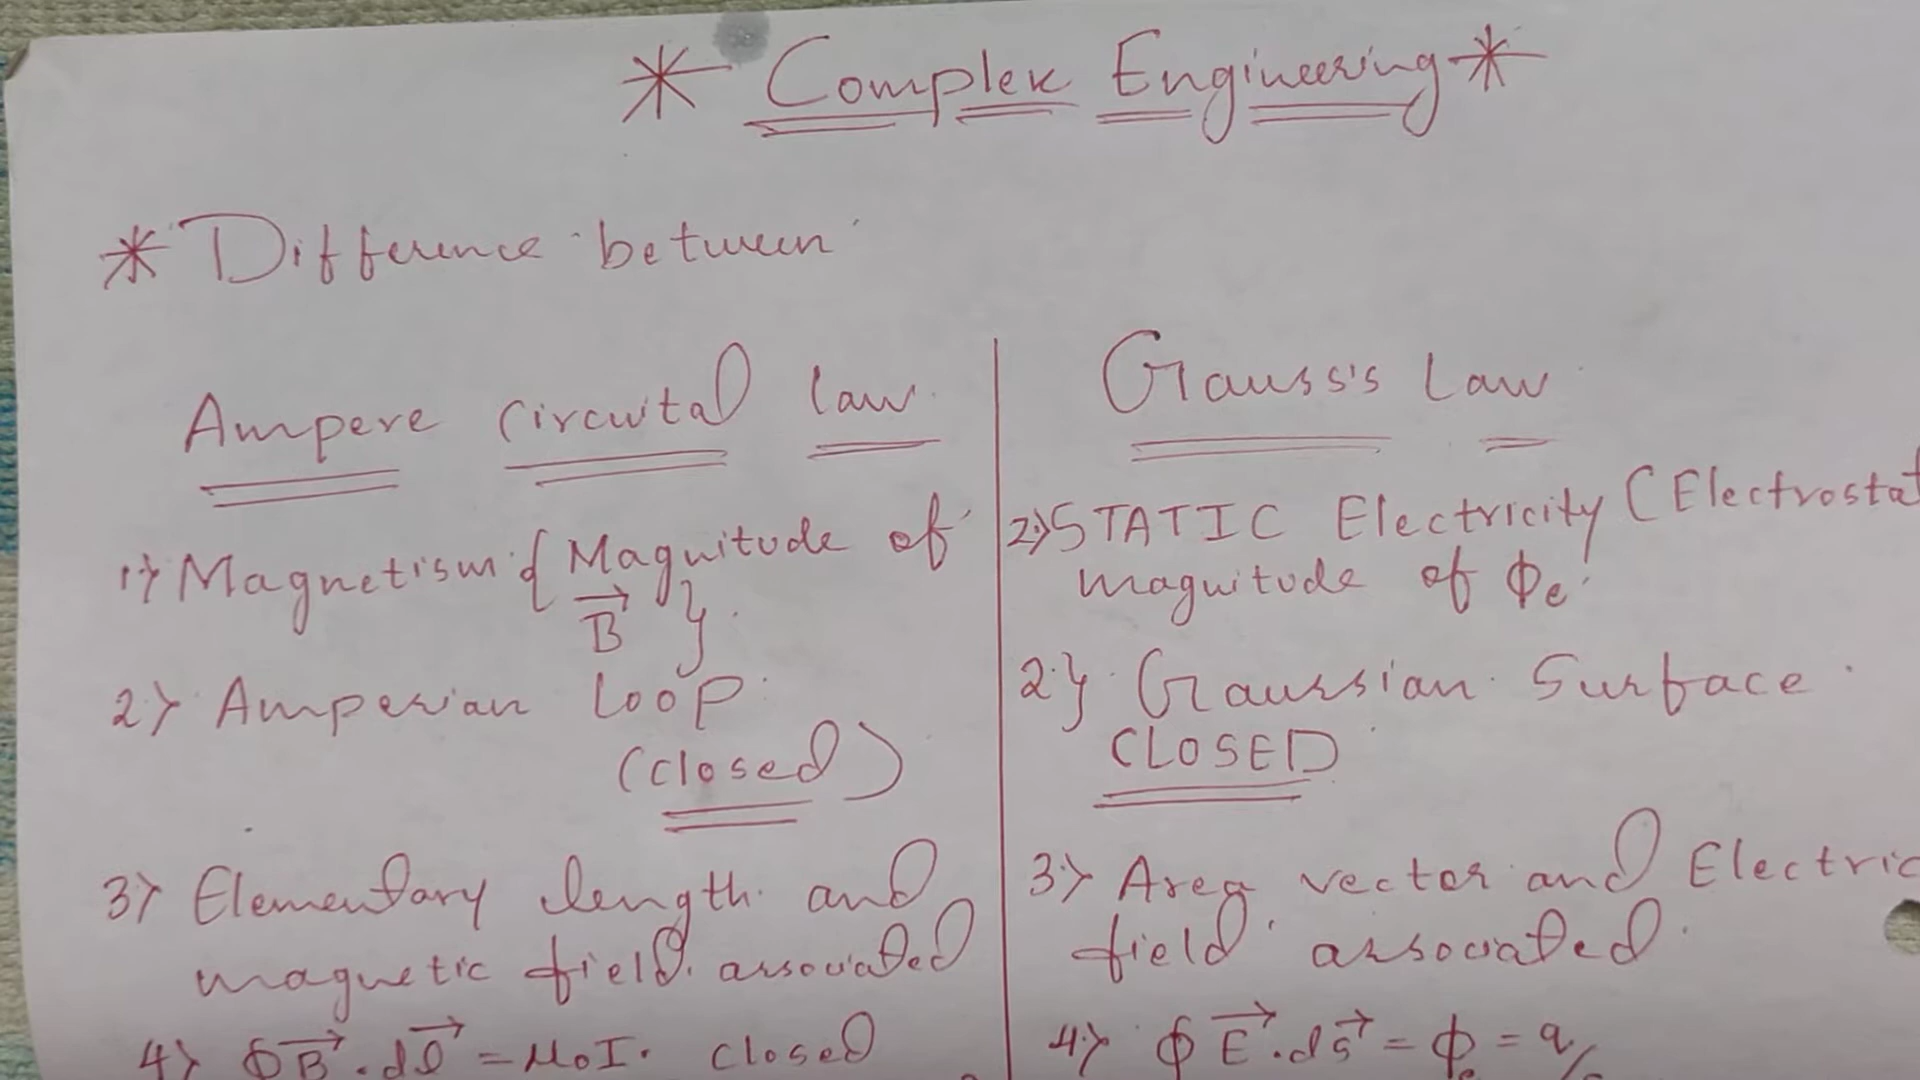 * Complex Engineering *
* Difference between
Ampere circuital law
1) Magnetism { Magnitude of
B⃗ }.
2) Amperian Loop
(closed)
3) Elementary length and
magnetic field associated
4) ∮B⃗.dl⃗ = μ₀I. closed
Gauss's Law
2) STATIC Electricity (Electrostat
magnitude of ϕe
2} Gaussian Surface
CLOSED
3) Area vector and Electric
field associated.
4) ∮ E⃗.ds⃗ = ϕe = q/